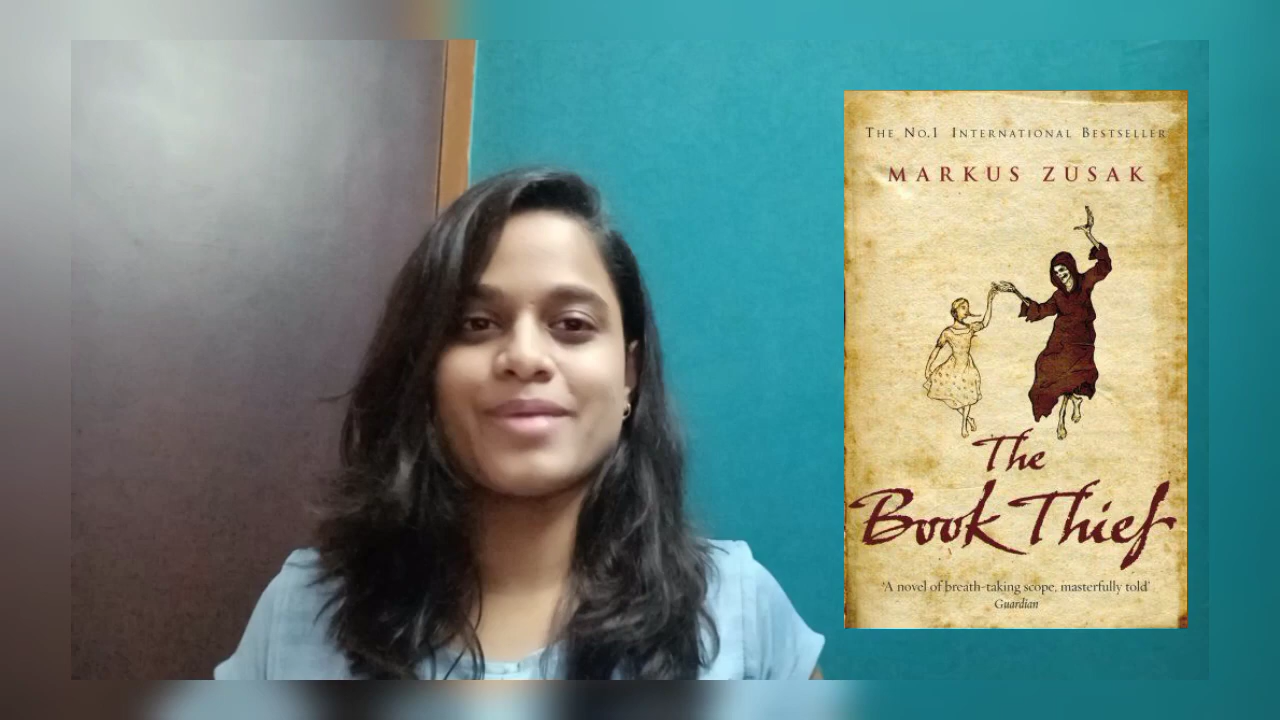 THE NO.1 INTERNATIONAL BESTSELLER
MARKUS ZUSAK
The
Book Thief
'A novel of breath-taking scope, masterfully told'
Guardian